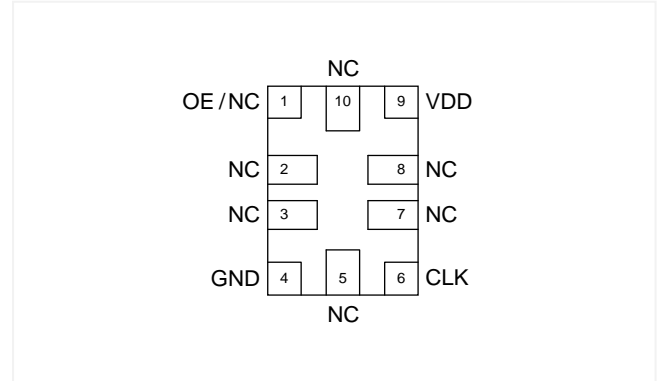 NC
OE/NC 1 10 9 VDD
NC 2 8 NC
NC 3 7 NC
GND 4 5 6 CLK
NC